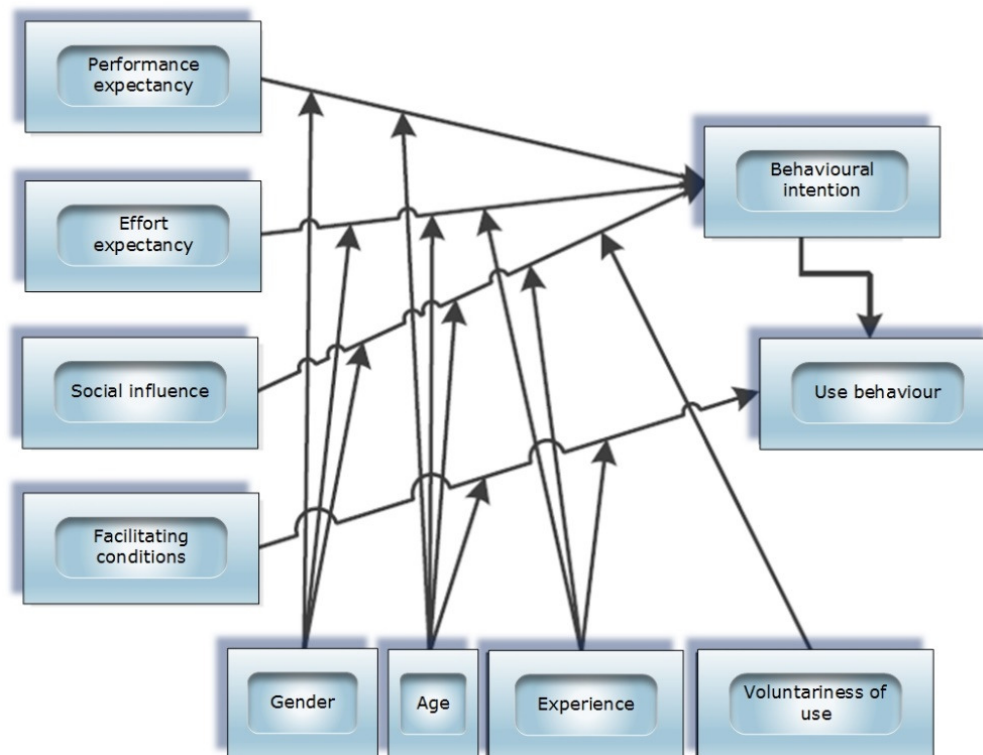 Performance
expectancy
Behavioural
intention
Effort
expectancy
Social influence
Use behaviour
Facilitating
conditions
Gender
Age
Experience
Voluntariness of
use